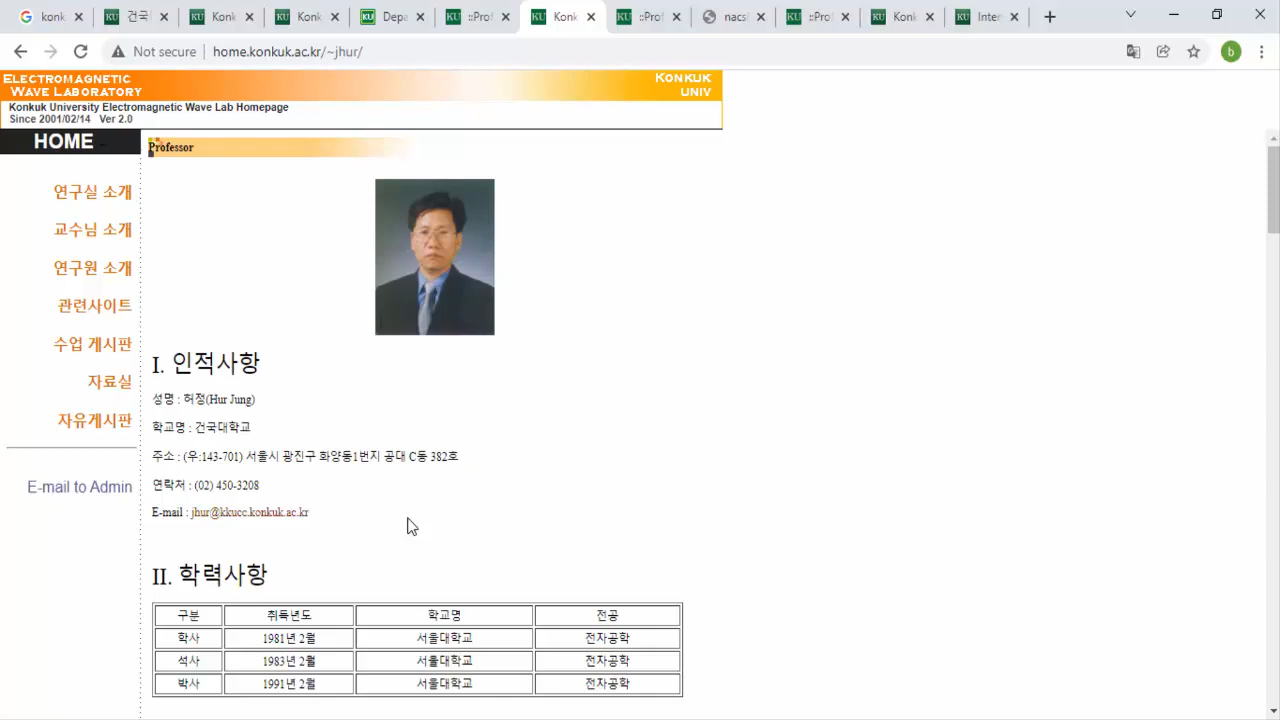 konk
건국
Konk
Konk
Depa
::Prof
Konk
::Prof
nacs
::Prof
Konk
Inter
Not secure
home.konkuk.ac.kr/~jhur/
b
ELECTROMAGNETIC
WAVE LABORATORY
KONKUK
UNIV
Konkuk University Electromagnetic Wave Lab Homepage
Since 2001/02/14 Ver 2.0
HOME
Professor
연구실 소개
교수님 소개
연구원 소개
관련사이트
수업 게시판
자료실
자유게시판
E-mail to Admin
I. 인적사항
성명 : 허정(Hur Jung)
학교명 : 건국대학교
주소 : (우:143-701) 서울시 광진구 화양동1번지 공대 C동 382호
연락처 : (02) 450-3208
E-mail : jhur@kkucc.konkuk.ac.kr
II. 학력사항
구분 취득년도 학교명 전공
학사 1981년 2월 서울대학교 전자공학
석사 1983년 2월 서울대학교 전자공학
박사 1991년 2월 서울대학교 전자공학